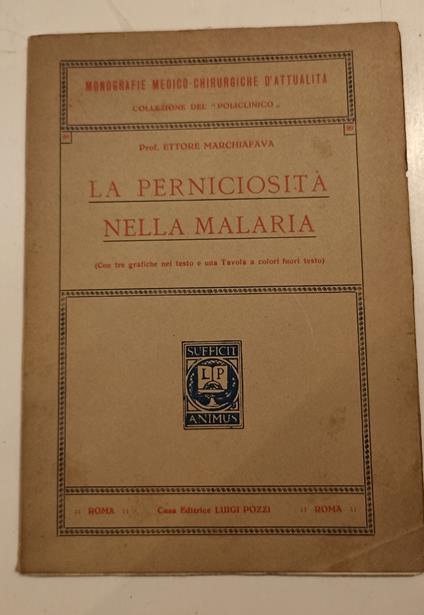 MONOGRAFIE MEDICO-CHIRURGICHE D'ATTUALITÀ
COLLEZIONE DEL "POLICLINICO„
Prof. ETTORE MARCHIAFAVA
LA PERNICIOSITÀ
NELLA MALARIA
(Con tre grafiche nel testo e una Tavola a colori fuori testo)
SUFFICIT
L P
ANIMUS
:: ROMA :: Casa Editrice LUIGI POZZI :: ROMA ::